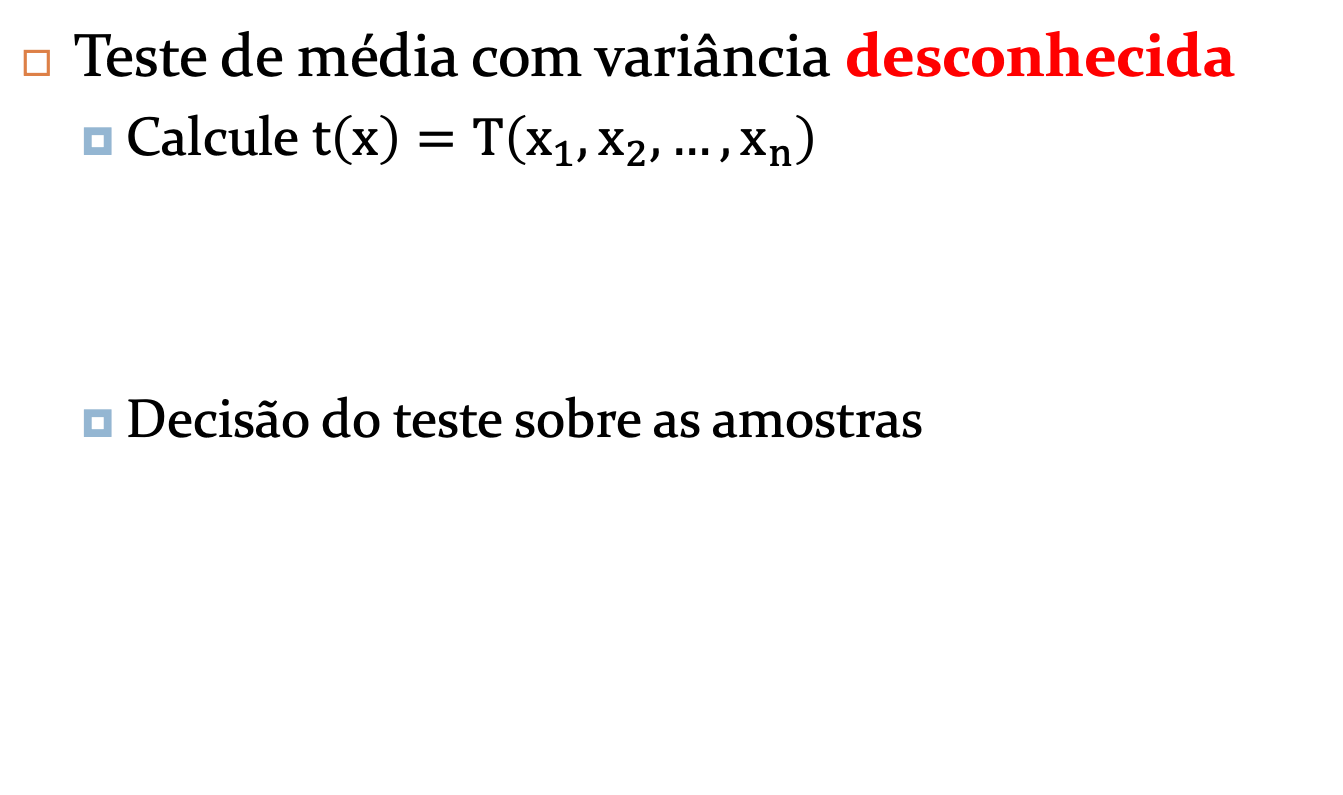 Teste de média com variância desconhecida
Calcule t(x) = T(x₁, x₂, … , xₙ)
Decisão do teste sobre as amostras